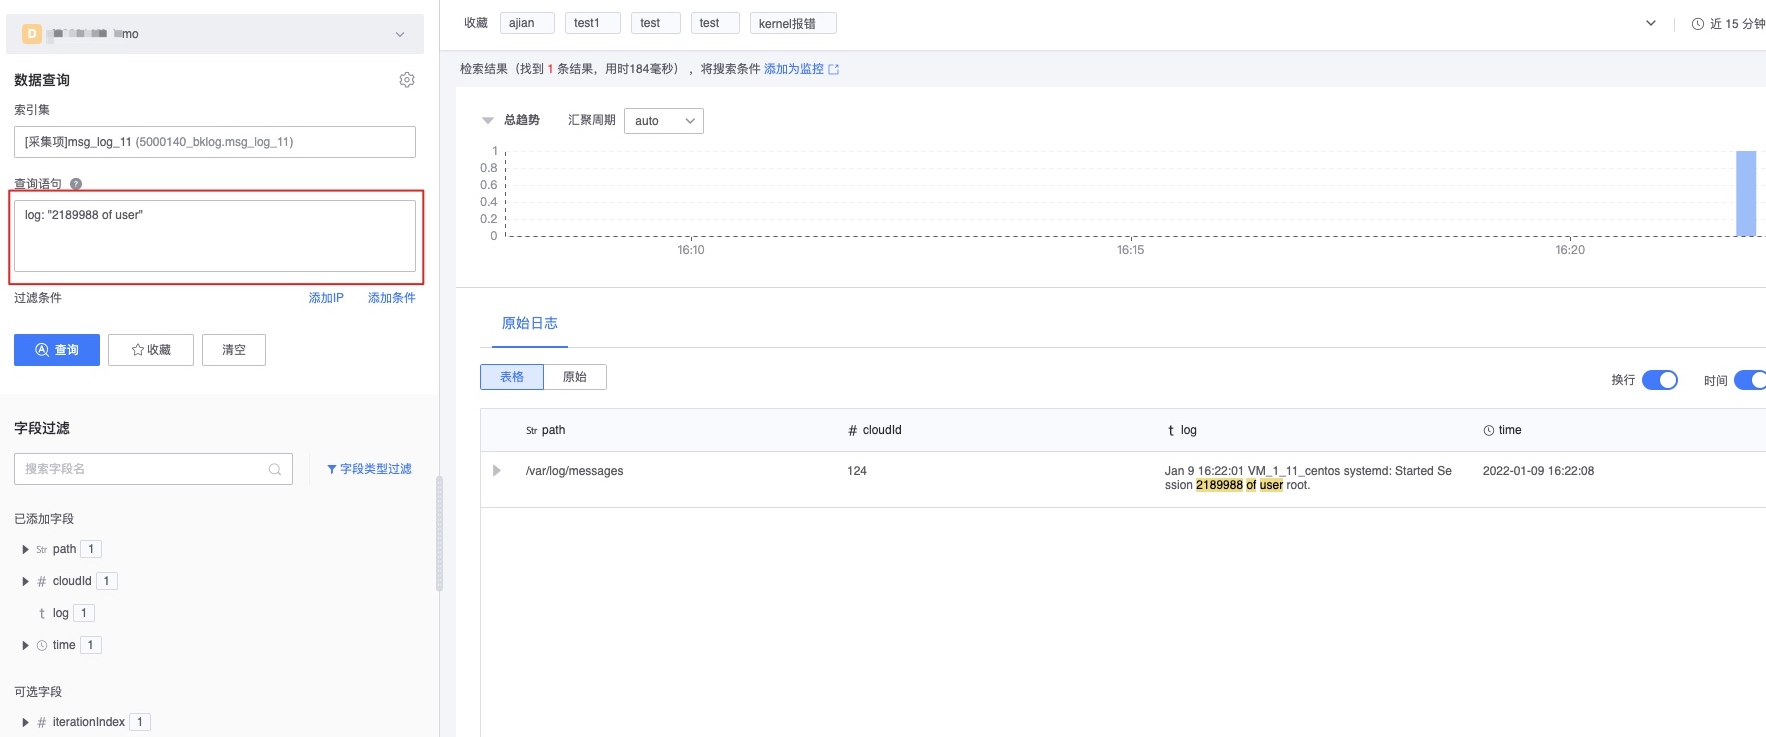 D mo
数据查询
索引集
[采集项]msg_log_11 (5000140_bklog.msg_log_11)
查询语句 ?
log: "2189988 of user"
过滤条件 添加IP 添加条件
查询 收藏 清空
字段过滤
搜索字段名 字段类型过滤
已添加字段
Str path 1
# cloudId 1
t log 1
time 1
可选字段
# iterationIndex 1
收藏 ajian test1 test test kernel报错 近 15 分钟
检索结果（找到 1 条结果，用时184毫秒），将搜索条件 添加为监控
总趋势 汇聚周期 auto
1
0.8
0.6
0.4
0.2
0
16:10 16:15 16:20
原始日志
表格 原始 换行 时间
Str path # cloudId t log time
/var/log/messages 124 Jan 9 16:22:01 VM_1_11_centos systemd: Started Se 2022-01-09 16:22:08
ssion 2189988 of user root.